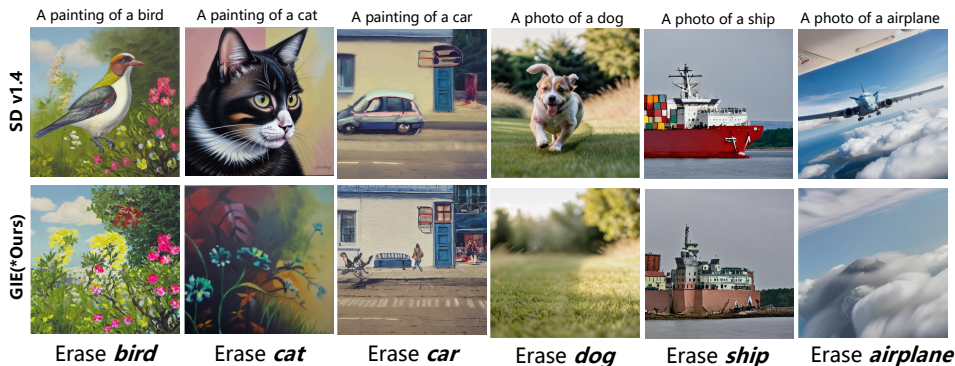 A painting of a bird
A painting of a cat
A painting of a car
A photo of a dog
A photo of a ship
A photo of a airplane
SD v1.4
GIE(*Ours)
Erase bird
Erase cat
Erase car
Erase dog
Erase ship
Erase airplane